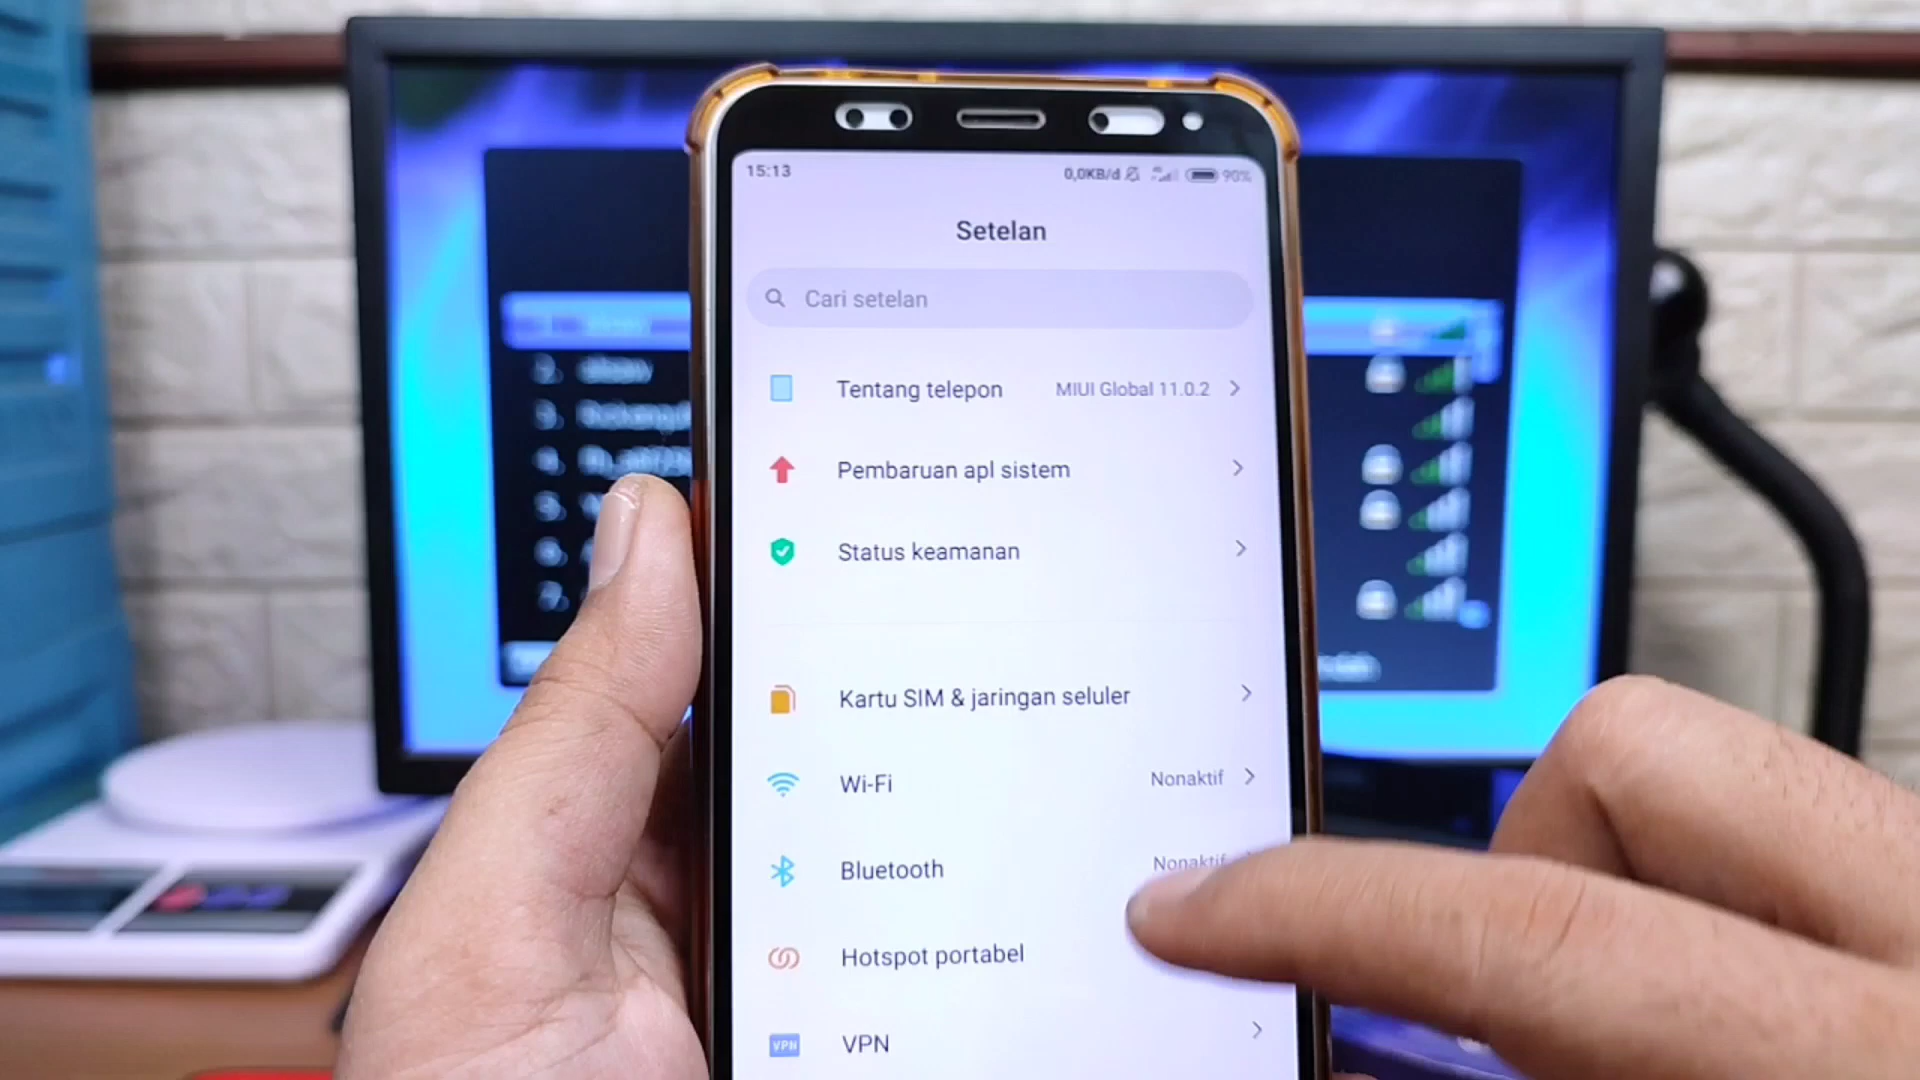 15:13
0,0KB/d 90%
Setelan
Cari setelan
Tentang telepon MIUI Global 11.0.2
Pembaruan apl sistem
Status keamanan
Kartu SIM & jaringan seluler
Wi-Fi Nonaktif
Bluetooth Nonaktif
Hotspot portabel
VPN VPN